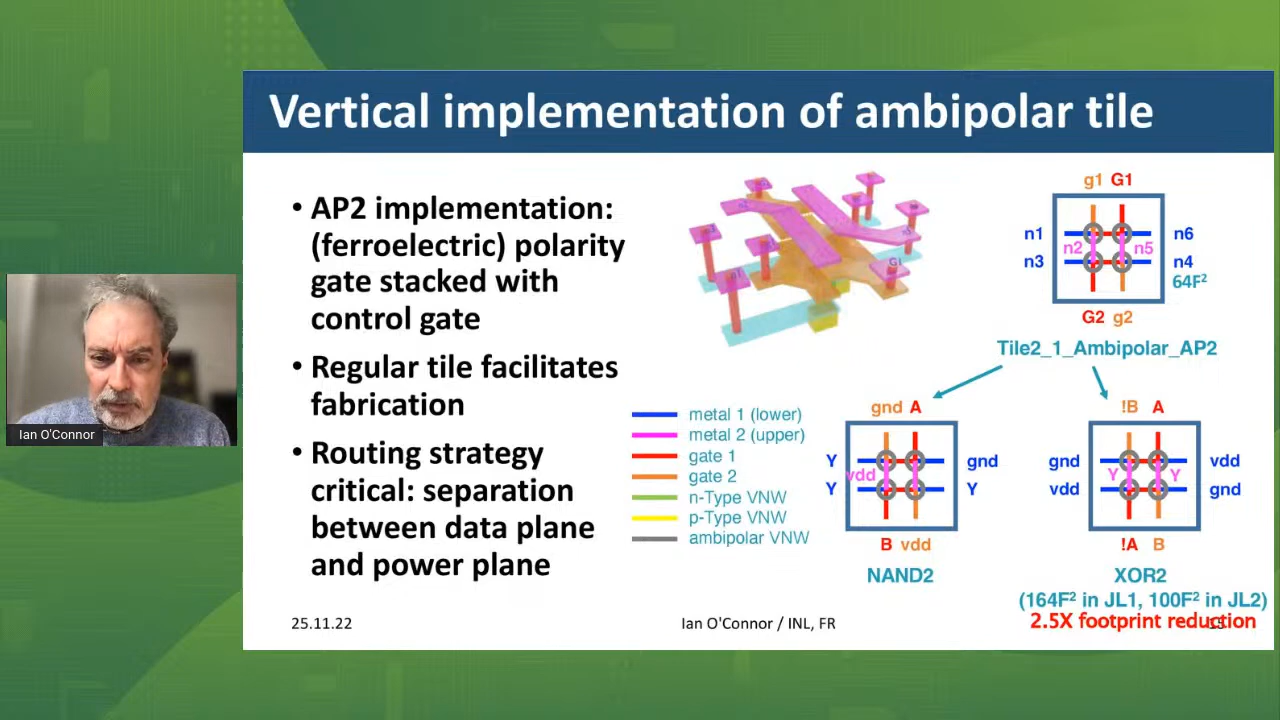 Vertical implementation of ambipolar tile
• AP2 implementation:
(ferroelectric) polarity
gate stacked with
control gate
• Regular tile facilitates
fabrication
• Routing strategy
critical: separation
between data plane
and power plane
g1 G1
n1 n6
n2 n5
n3 n4
64F²
G2 g2
Tile2_1_Ambipolar_AP2
metal 1 (lower)
metal 2 (upper)
gate 1
gate 2
n-Type VNW
p-Type VNW
ambipolar VNW
gnd A
Y gnd
vdd
Y Y
B vdd
NAND2
!B A
gnd vdd
Y Y
vdd gnd
!A B
XOR2
(164F² in JL1, 100F² in JL2)
2.5X footprint reduction
25.11.22
Ian O'Connor / INL, FR
Ian O'Connor